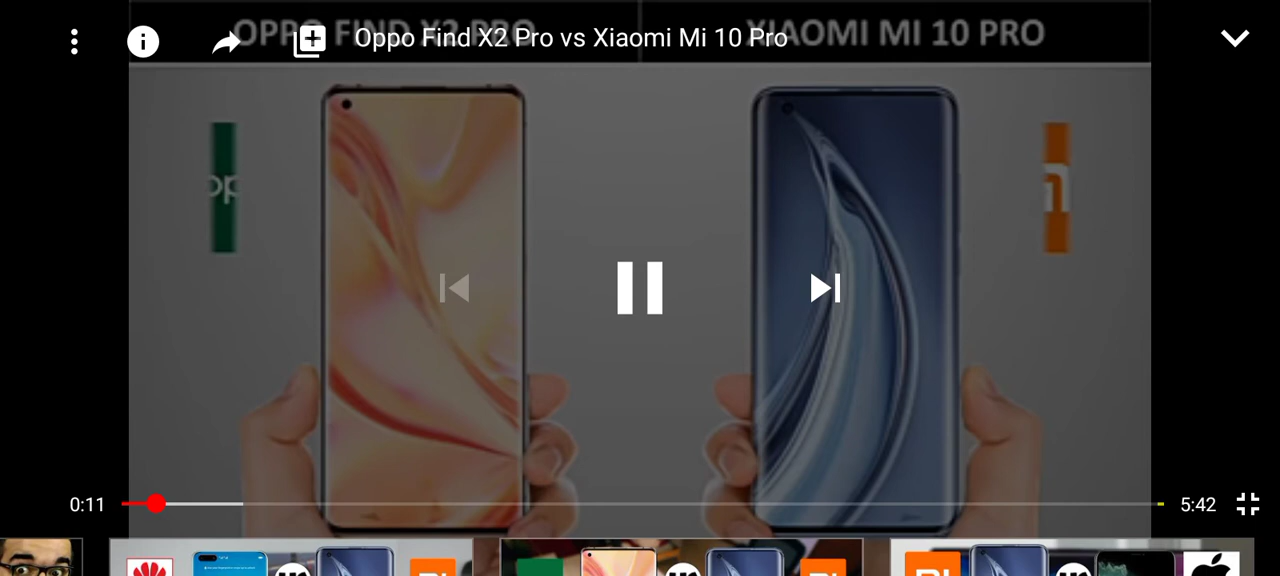 OPPO FIND X2 PRO
XIAOMI MI 10 PRO
Oppo Find X2 Pro vs Xiaomi Mi 10 Pro
op
0:11
5:42